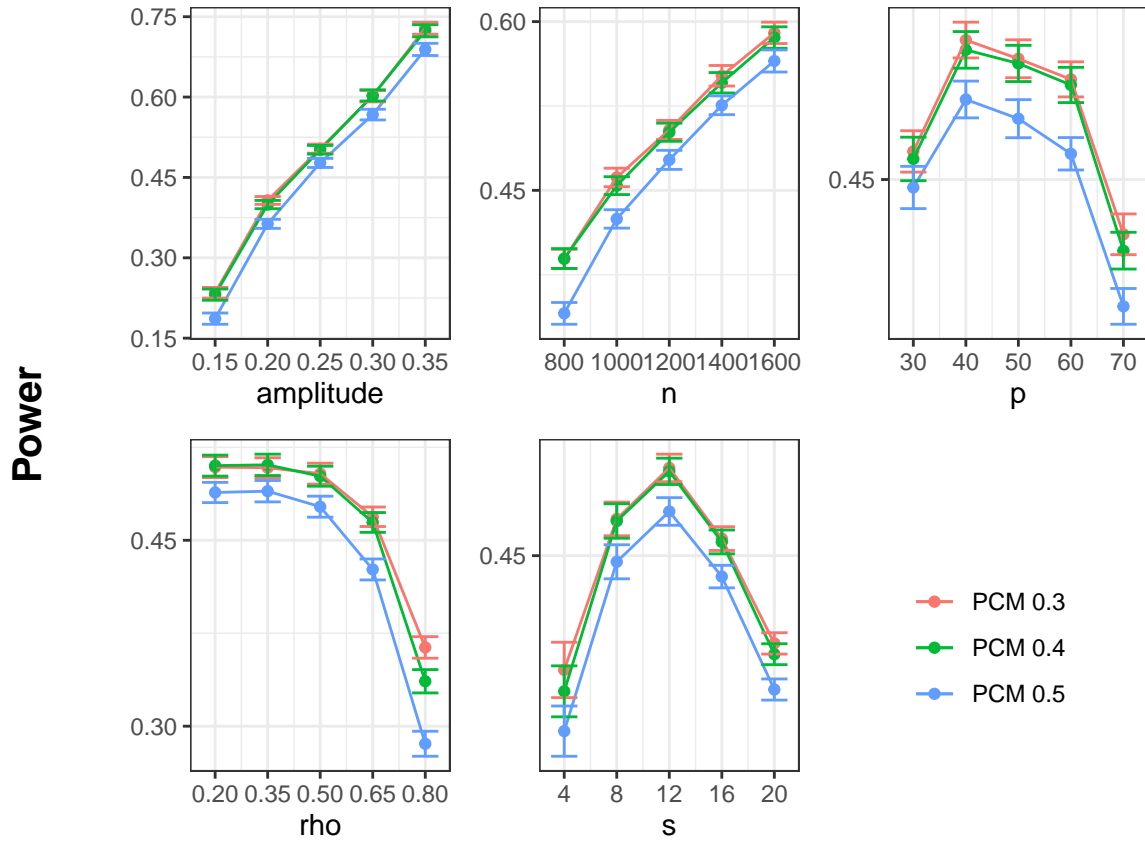 Power
0.75
0.60
0.45
0.30
0.15
0.15 0.20 0.25 0.30 0.35
amplitude
0.60
0.45
800 1000 1200 1400 1600
n
0.45
30 40 50 60 70
p
0.45
0.30
0.20 0.35 0.50 0.65 0.80
rho
0.45
4 8 12 16 20
s
PCM 0.3
PCM 0.4
PCM 0.5